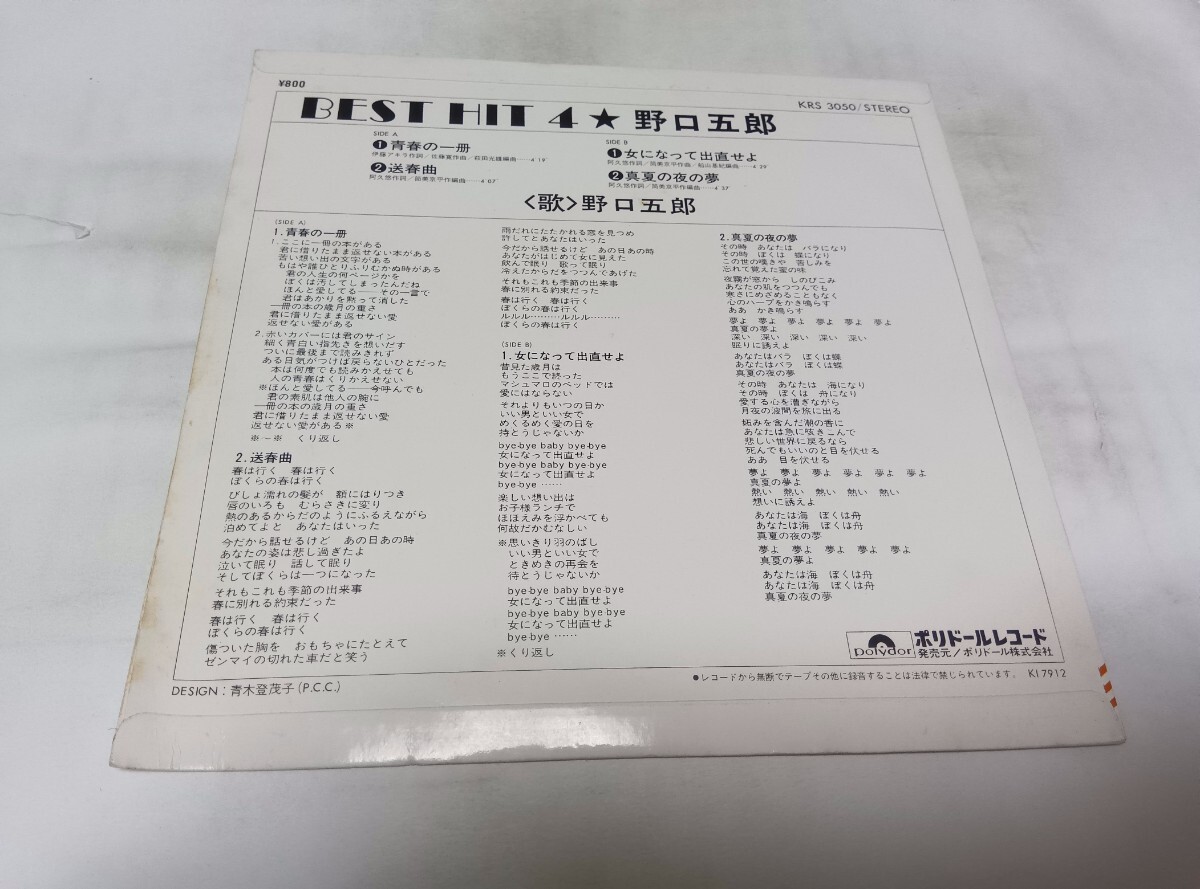 ¥800
KRS 3050/STEREO
BEST HIT 4★野口五郎
SIDE A
❶青春の一冊
伊藤アキラ作詞/佐藤寛作曲/萩田光雄編曲……4'19"
❷送春曲
阿久悠作詞/筒美京平作編曲……4'07"
SIDE B
❶女になって出直せよ
阿久悠作詞/筒美京平作曲/船山基紀編曲……4'29"
❷真夏の夜の夢
阿久悠作詞/筒美京平作編曲……4'37"
〈歌〉野口五郎
(SIDE A)
1.青春の一冊
1.ここに一冊の本がある
君に借りたまま返せない本がある
苦い想い出の文字がある
もはや誰ひとりふりむかぬ時がある
君の人生の何ページかを
ぼくは汚してしまったんだね
ほんと愛してる——その一言で
君はあかりを黙って消した
一冊の本の歳月の重さ
君に借りたまま返せない愛
返せない愛がある
2.赤いカバーには君のサイン
細く青白い指先さを想いだす
ついに最後まで読みきれず
ある日気がつけば戻らないひとだった
本は何度でも読みかえせても
人の青春はくりかえせない
※ほんと愛してる——今呼んでも
君の素肌は他人の腕に
一冊の本の歳月の重さ
君に借りたまま返せない愛
返せない愛がある※
※〜※ くり返し
2.送春曲
春は行く 春は行く
ぼくらの春は行く
びしょ濡れの髪が 額にはりつき
唇のいろも むらさきに変り
熱のあるからだのようにふるえながら
泊めてよと あなたはいった
今だから話せるけど あの日あの時
あなたの姿は悲し過ぎたよ
泣いて眠り 話して眠り
そしてぼくらは一つになった
それもこれも季節の出来事
春に別れる約束だった
春は行く 春は行く
ぼくらの春は行く
傷ついた胸を おもちゃにたとえて
ゼンマイの切れた車だと笑う
雨だれにたたかれる恋を見つめ
許してとあなたはいった
今だから話せるけど あの日あの時
あなたがはじめて女に見えた
飲んで眠り 歌って眠り
冷えたからだをつつんであげた
それもこれも季節の出来事
春に別れる約束だった
春は行く 春は行く
ぼくらの春は行く
ルルル………ルルル………
ぼくらの春は行く
(SIDE B)
1.女になって出直せよ
昔見た歳月は
もうここで終った
マシュマロのベッドでは
愛にはならない
それよりもいつの日か
いい男といい女で
めくるめく愛の日を
待とうじゃないか
bye-bye baby bye-bye
女になって出直せよ
bye-bye baby bye-bye
女になって出直せよ
bye-bye ……
楽しい想い出は
お子様ランチで
ほほえみを浮かべても
何故だかむなしい
※思いきり羽のばし
いい男といい女で
ときめきの再会を
待とうじゃないか
bye-bye baby bye-bye
女になって出直せよ
bye-bye baby bye-bye
女になって出直せよ
bye-bye ……
※くり返し
2.真夏の夜の夢
その時 あなたは バラになり
その時 ぼくは 蝶になり
この世の嘆きや 苦しみを
忘れて覚えた蜜の味
夜霧が窓から しのびこみ
あなたの肌をつつんでも
寒さにめざめることもなく
心のハープをかき鳴らす
ああ かき鳴らす
夢よ 夢よ 夢よ 夢よ 夢よ 夢よ
真夏の夢よ
深い 深い 深い 深い 深い
眠りに誘えよ
あなたはバラ ぼくは蝶
あなたはバラ ぼくは蝶
真夏の夜の夢
その時 あなたは 海になり
その時 ぼくは 舟になり
愛する心を漕ぎながら
月夜の波間を旅に出る
妬みを含んだ潮の香に
あなたは急に咳きこんで
悲しい世界に戻るなら
死んでもいいのと目を伏せる
ああ 目を伏せる
夢よ 夢よ 夢よ 夢よ 夢よ 夢よ
真夏の夢よ
熱い 熱い 熱い 熱い 熱い
想いに誘えよ
あなたは海 ぼくは舟
あなたは海 ぼくは舟
真夏の夜の夢
夢よ 夢よ 夢よ 夢よ 夢よ
真夏の夢よ
あなたは海 ぼくは舟
あなたは海 ぼくは舟
真夏の夜の夢
polydor
ポリドールレコード
発売元/ポリドール株式会社
DESIGN:青木登茂子(P.C.C.)
●レコードから無断でテープその他に録音することは法律で禁じられています。 KI 7912